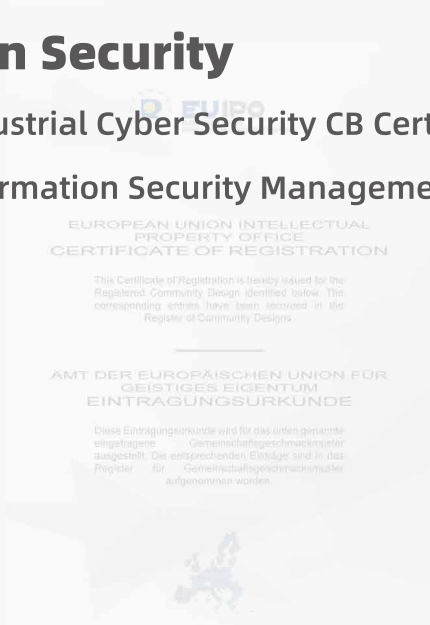 n Security
EUIPO
ustrial Cyber Security CB Cert
rmation Security Manageme
EUROPEAN UNION INTELLECTUAL
PROPERTY OFFICE
CERTIFICATE OF REGISTRATION
This Certificate of Registration is hereby issued for the
Registered Community Design identified below. The
corresponding entries have been recorded in the
Register of Community Designs.
AMT DER EUROPÄISCHEN UNION FÜR
GEISTIGES EIGENTUM
EINTRAGUNGSURKUNDE
Diese Eintragungsurkunde wird für das unten genannte
eingetragene Gemeinschaftsgeschmacksmuster
ausgestellt. Die entsprechenden Einträge sind in das
Register für Gemeinschaftsgeschmacksmuster
aufgenommen worden.